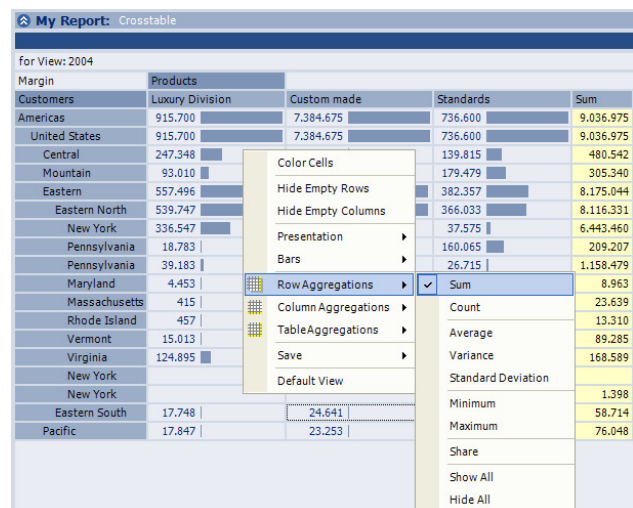 My Report: Crosstable
for View: 2004
Margin Products
Customers Luxury Division Custom made Standards Sum
Americas 915.700 7.384.675 736.600 9.036.975
United States 915.700 7.384.675 736.600 9.036.975
Central 247.348 139.815 480.542
Mountain 93.010 179.479 305.340
Eastern 557.496 382.357 8.175.044
Eastern North 539.747 366.033 8.116.331
New York 336.547 37.575 6.443.460
Pennsylvania 18.783 160.065 209.207
Pennsylvania 39.183 26.715 1.158.479
Maryland 4.453 8.963
Massachusetts 415 23.639
Rhode Island 457 13.310
Vermont 15.013 89.285
Virginia 124.895 168.589
New York
New York 1.398
Eastern South 17.748 24.641 58.714
Pacific 17.847 23.253 76.048
Color Cells
Hide Empty Rows
Hide Empty Columns
Presentation
Bars
Row Aggregations
Column Aggregations
Table Aggregations
Save
Default View
Sum
Count
Average
Variance
Standard Deviation
Minimum
Maximum
Share
Show All
Hide All